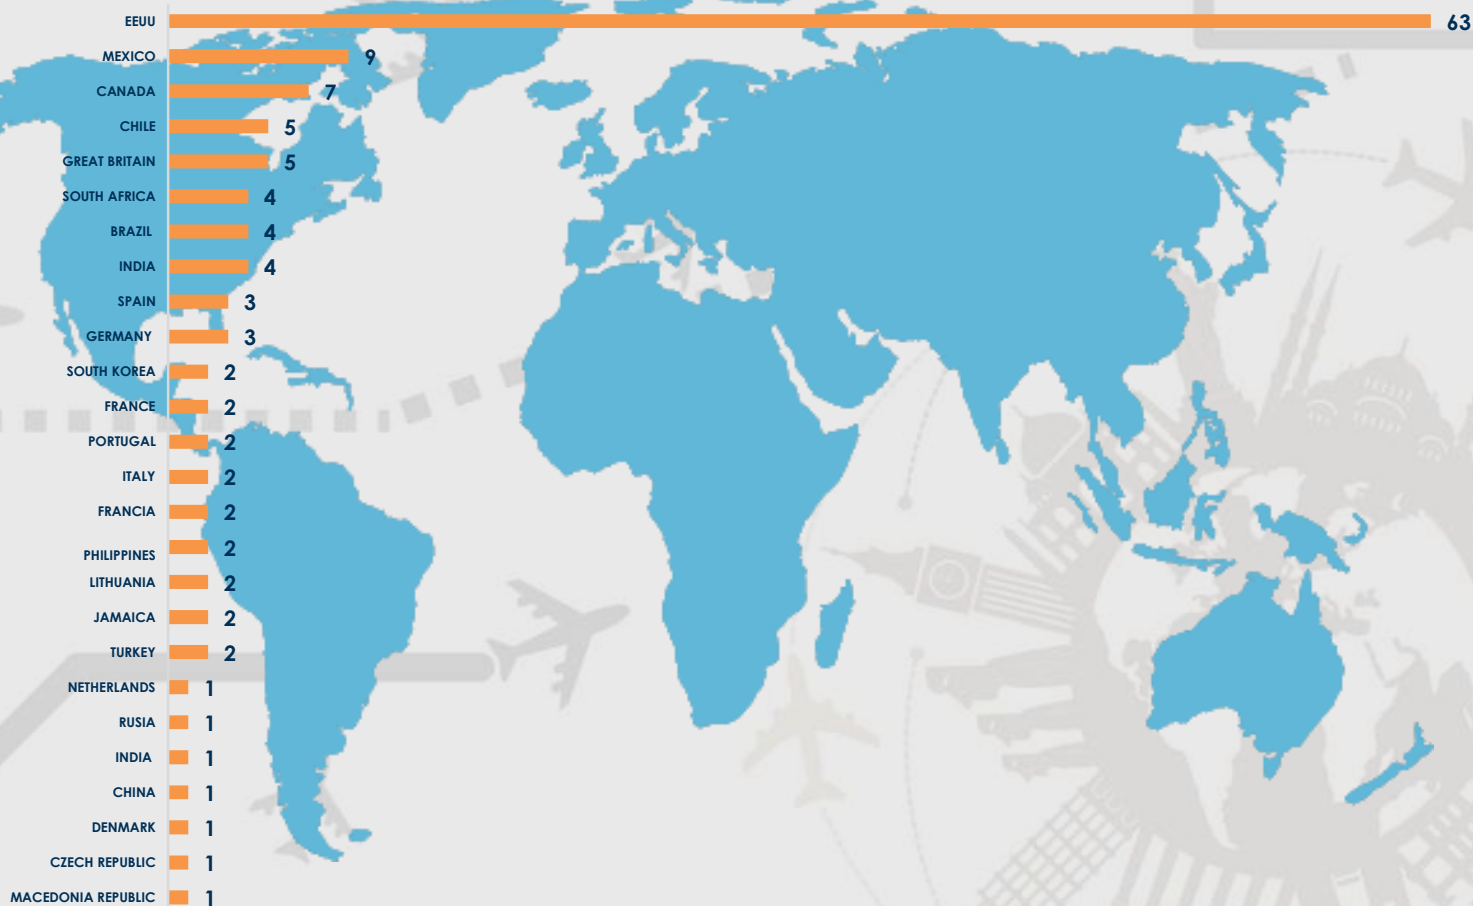 EEUU 63
MEXICO 9
CANADA 7
CHILE 5
GREAT BRITAIN 5
SOUTH AFRICA 4
BRAZIL 4
INDIA 4
SPAIN 3
GERMANY 3
SOUTH KOREA 2
FRANCE 2
PORTUGAL 2
ITALY 2
FRANCIA 2
PHILIPPINES 2
LITHUANIA 2
JAMAICA 2
TURKEY 2
NETHERLANDS 1
RUSIA 1
INDIA 1
CHINA 1
DENMARK 1
CZECH REPUBLIC 1
MACEDONIA REPUBLIC 1